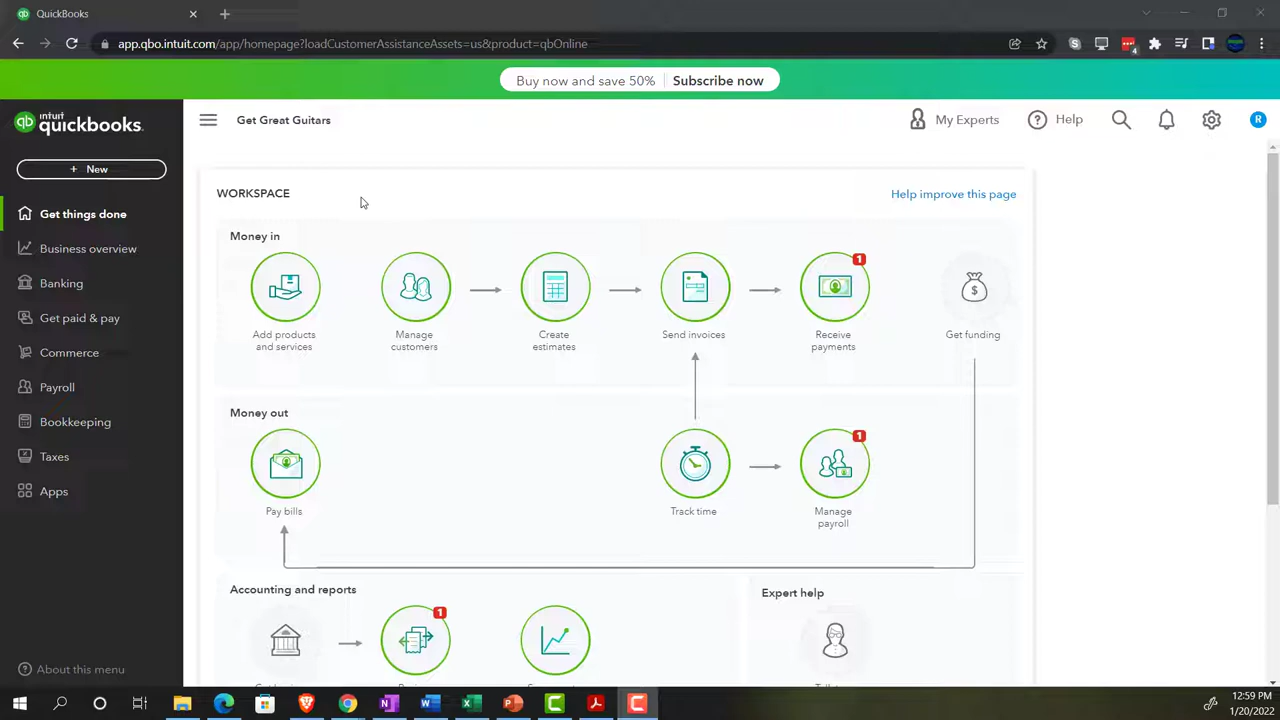 QuickBooks
app.qbo.intuit.com/app/homepage?loadCustomerAssistanceAssets=us&product=qbOnline
4
Buy now and save 50% Subscribe now
qb intuit quickbooks.
Get Great Guitars
My Experts
Help
R
+ New
Get things done
Business overview
Banking
Get paid & pay
Commerce
Payroll
Bookkeeping
Taxes
Apps
About this menu
WORKSPACE
Help improve this page
Money in
1
Add products
and services
Manage
customers
Create
estimates
Send invoices
Receive
payments
$
Get funding
Money out
1
Pay bills
Track time
Manage
payroll
Accounting and reports
1
Expert help
12:59 PM
1/20/2022